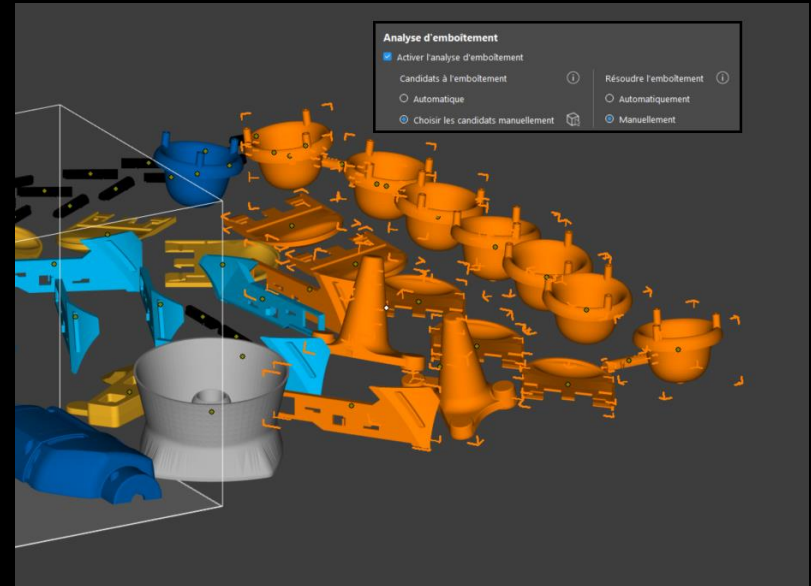 Analyse d'emboîtement
Activer l'analyse d'emboîtement
Candidats à l'emboîtement
Résoudre l'emboîtement
Automatique
Automatiquement
Choisir les candidats manuellement
Manuellement